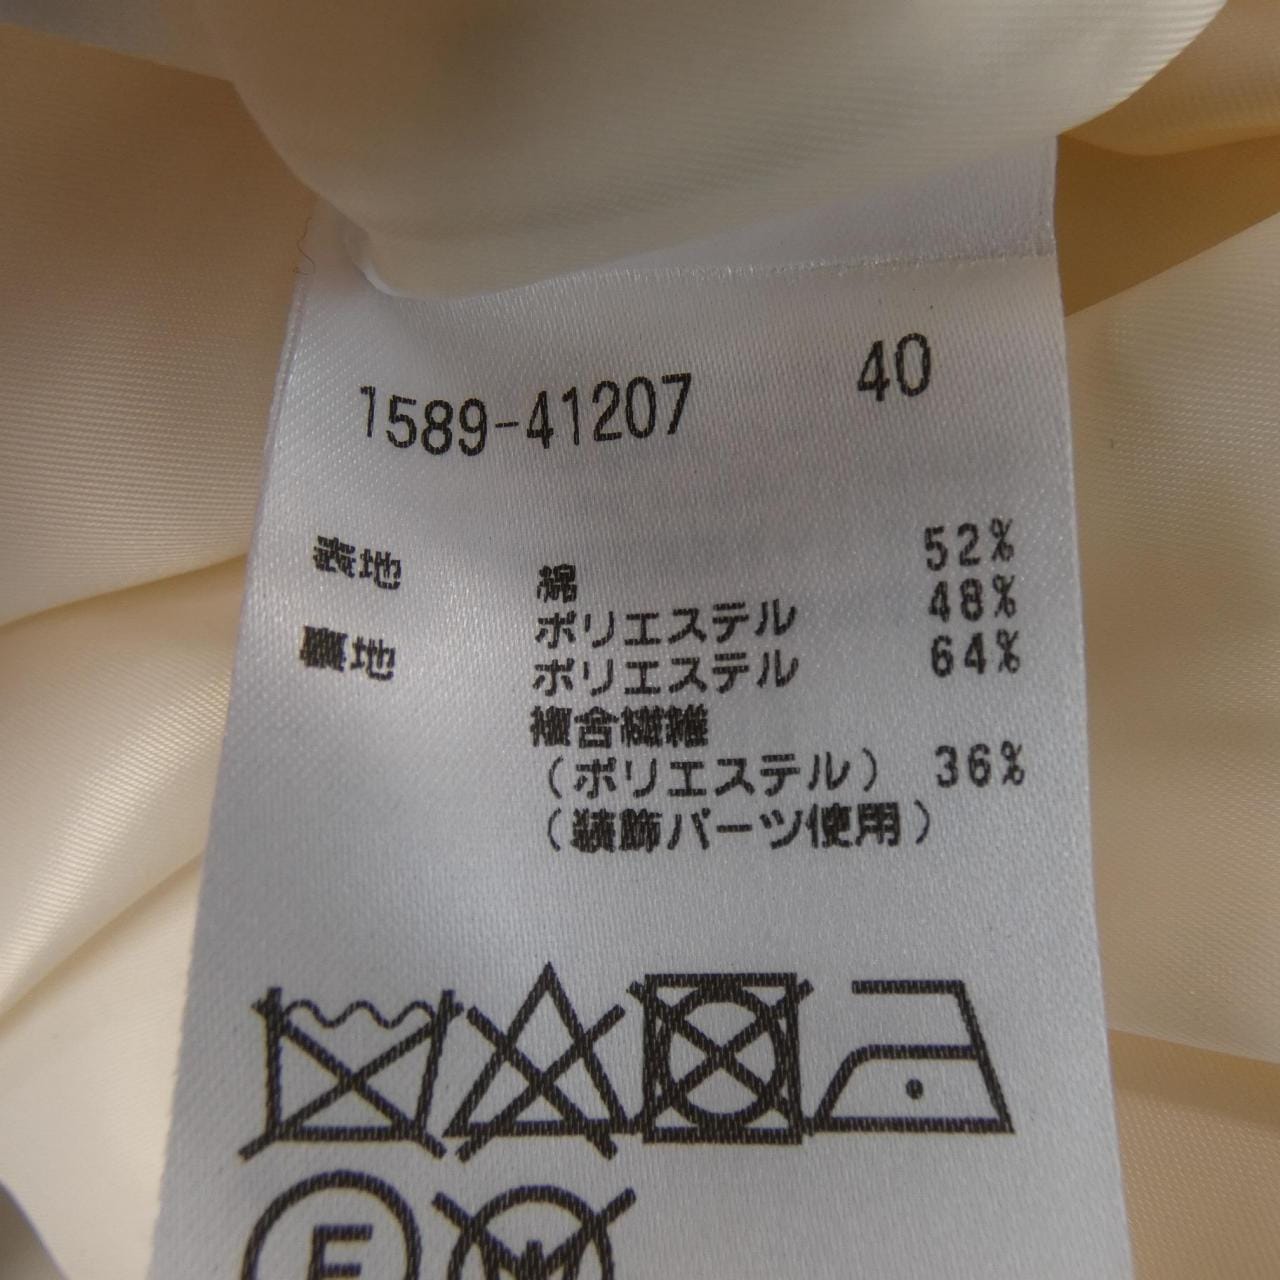 1589-41207 40
表地 綿 52%
ポリエステル 48%
裏地 ポリエステル 64%
複合繊維
(ポリエステル) 36%
(装飾パーツ使用)
F
W